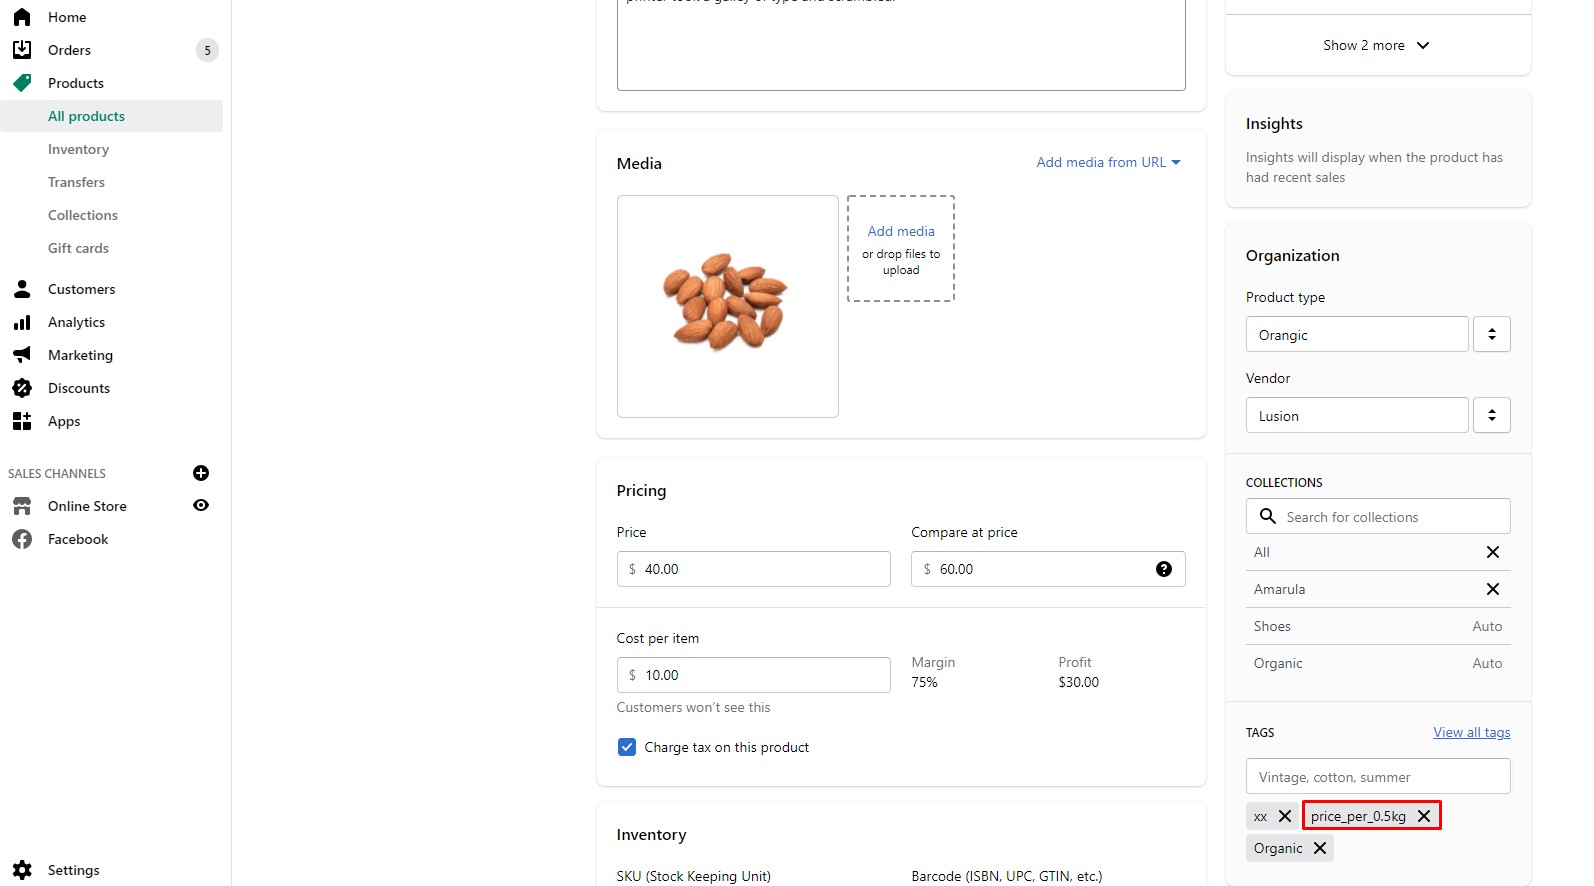 Home
Orders
5
Products
All products
Inventory
Transfers
Collections
Gift cards
Customers
Analytics
Marketing
Discounts
Apps
SALES CHANNELS
Online Store
Facebook
Settings
Media
Add media from URL
Add media
or drop files to
upload
Pricing
Price
Compare at price
$ 40.00
$ 60.00
Cost per item
$ 10.00
Margin
75%
Profit
$30.00
Customers won't see this
Charge tax on this product
Inventory
SKU (Stock Keeping Unit)
Barcode (ISBN, UPC, GTIN, etc.)
Show 2 more
Insights
Insights will display when the product has
had recent sales
Organization
Product type
Orangic
Vendor
Lusion
COLLECTIONS
Search for collections
All
Amarula
Shoes Auto
Organic Auto
TAGS
View all tags
Vintage, cotton, summer
xx
price_per_0.5kg
Organic